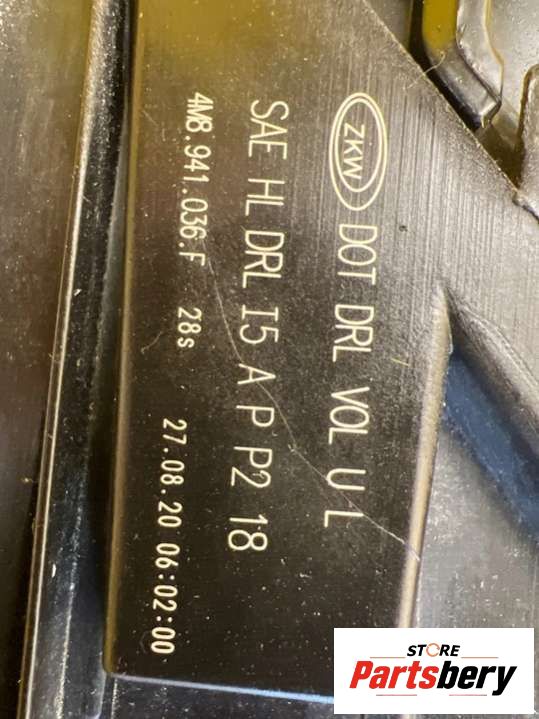 ZKW DOT DRL VOL U L
SAE HL DRL I5 A P P2 18
4M8.941.036.F 28s 27.08.20 06:02:00
STORE
Partsbery